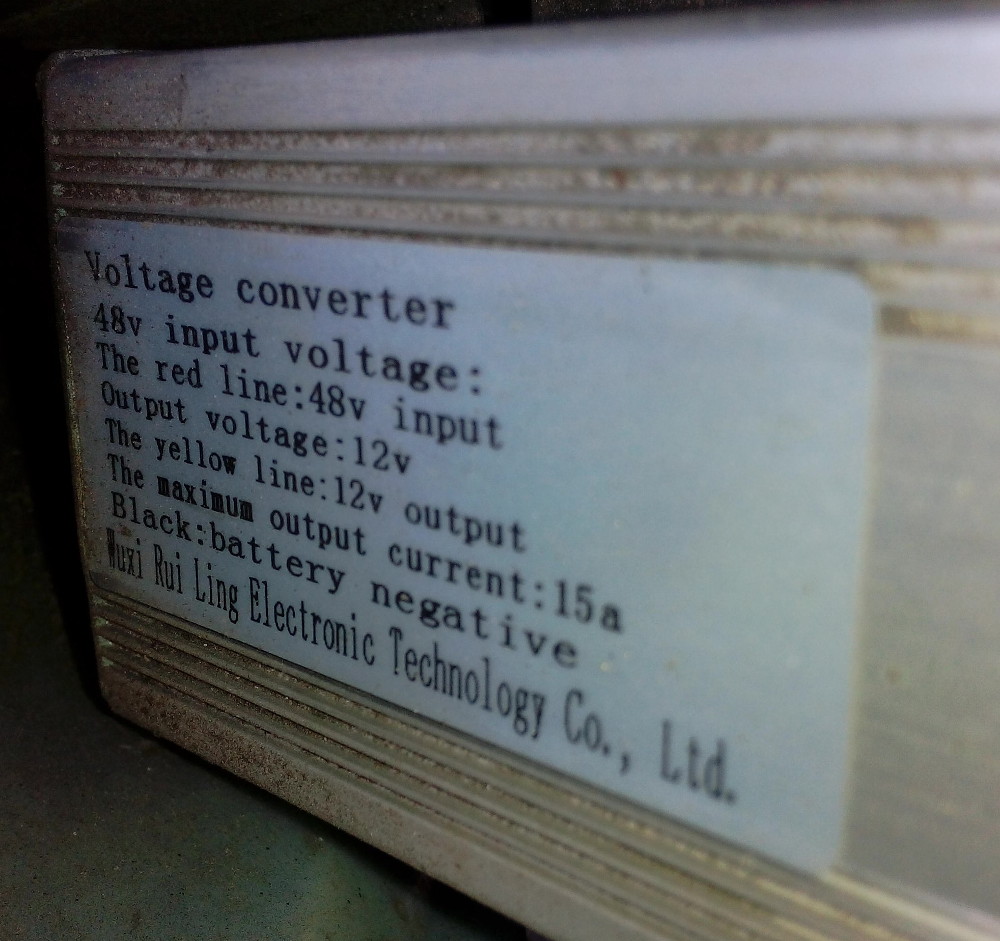 Voltage converter
48v input voltage:
The red line:48v input
Output voltage:12v
The yellow line:12v output
The maximum output current:15a
Black:battery negative
Wuxi Rui Ling Electronic Technology Co., Ltd.